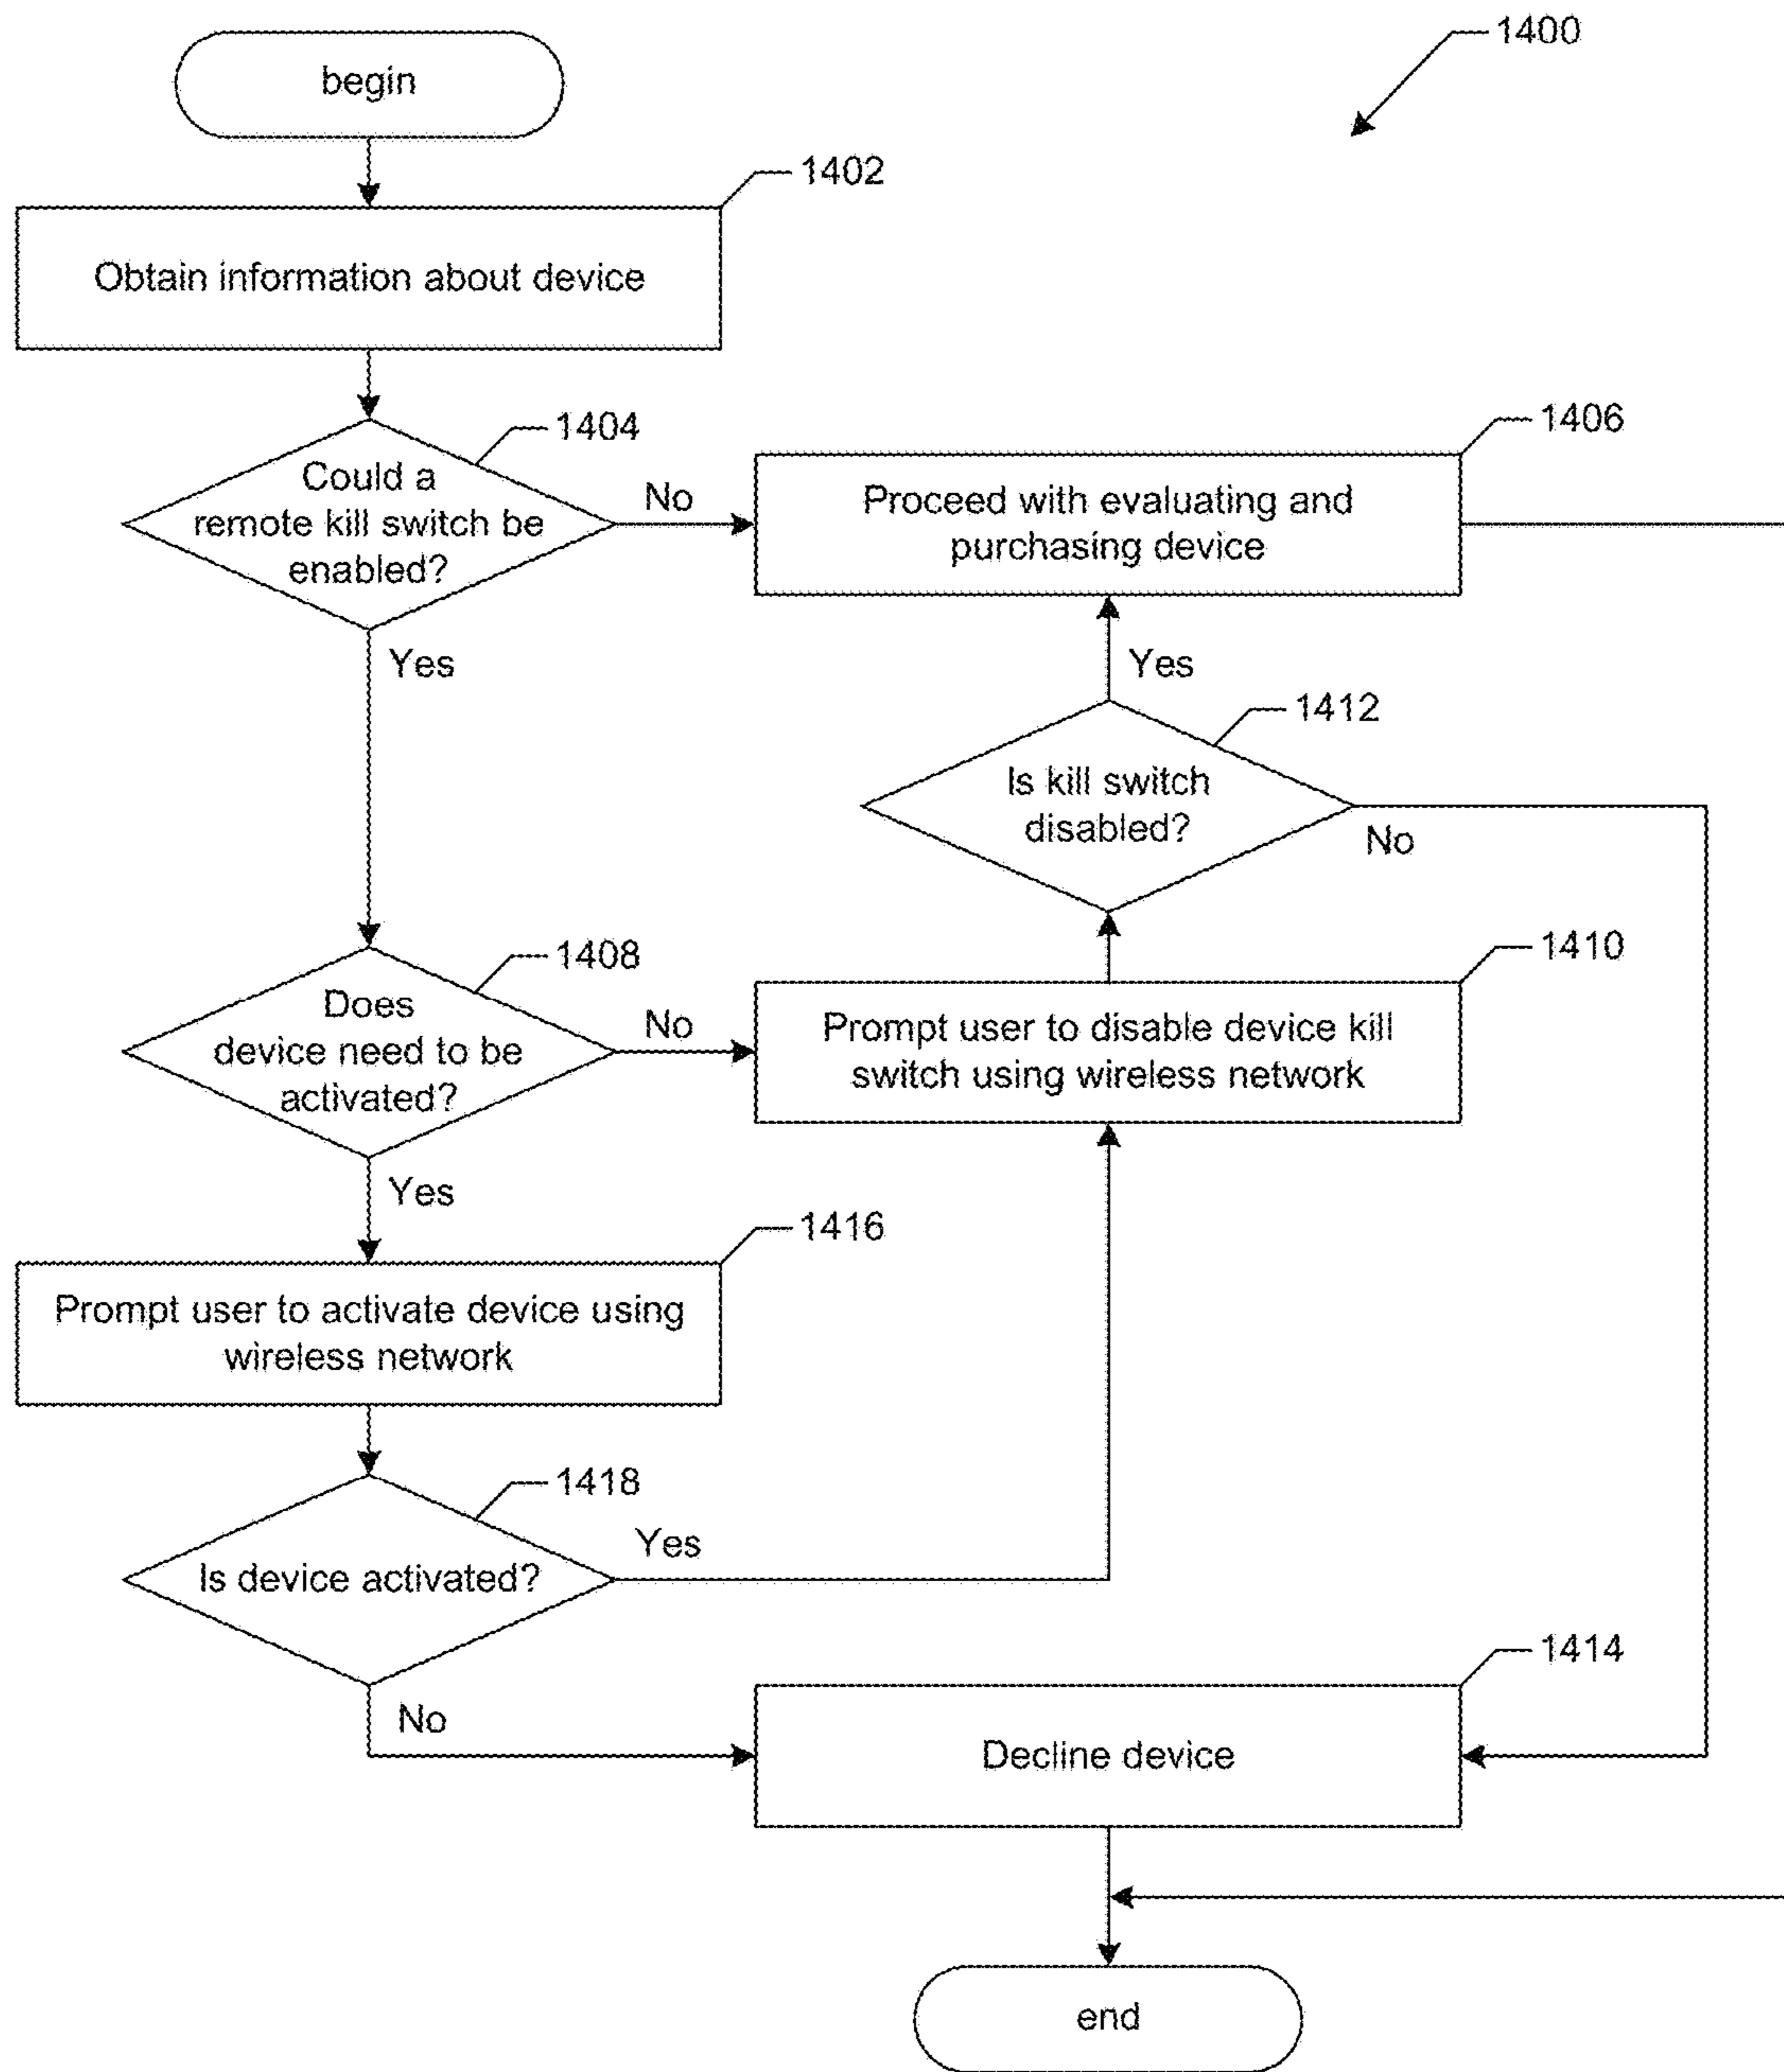 1400
begin
1402
Obtain information about device
1404
Could a
remote kill switch be
enabled?
No
Yes
1406
Proceed with evaluating and
purchasing device
Yes
1412
Is kill switch
disabled?
No
1408
Does
device need to be
activated?
No
Yes
1410
Prompt user to disable device kill
switch using wireless network
1416
Prompt user to activate device using
wireless network
1418
Is device activated?
Yes
No
1414
Decline device
end